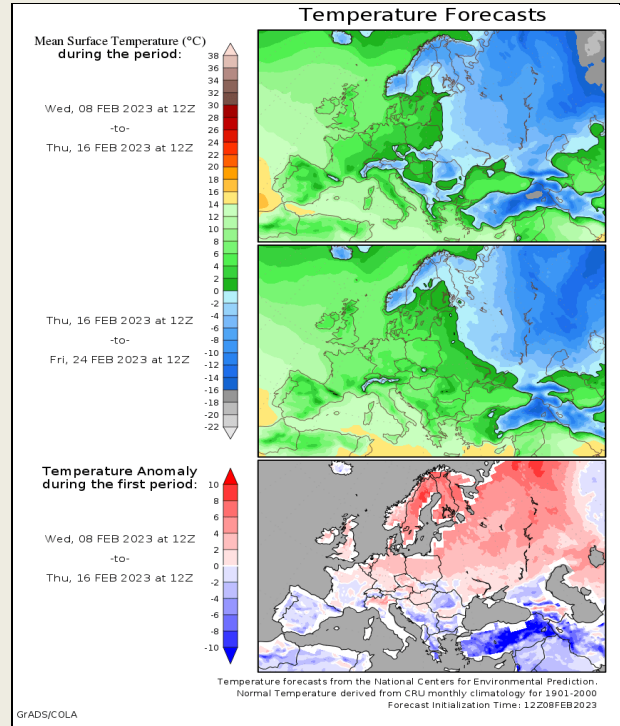 Temperature Forecasts
Mean Surface Temperature (°C)
during the period:
Wed, 08 FEB 2023 at 12Z
-to-
Thu, 16 FEB 2023 at 12Z
38
36
34
32
30
28
26
24
22
20
18
16
14
12
10
8
6
4
2
0
-2
-4
-6
-8
-10
-12
-14
-16
-18
-20
-22
Thu, 16 FEB 2023 at 12Z
-to-
Fri, 24 FEB 2023 at 12Z
Temperature Anomaly
during the first period:
Wed, 08 FEB 2023 at 12Z
-to-
Thu, 16 FEB 2023 at 12Z
10
8
6
4
2
0
-2
-4
-6
-8
-10
Temperature forecasts from the National Centers for Environmental Prediction.
Normal Temperature derived from CRU monthly climatology for 1901-2000
Forecast Initialization Time: 12Z08FEB2023
GrADS/COLA